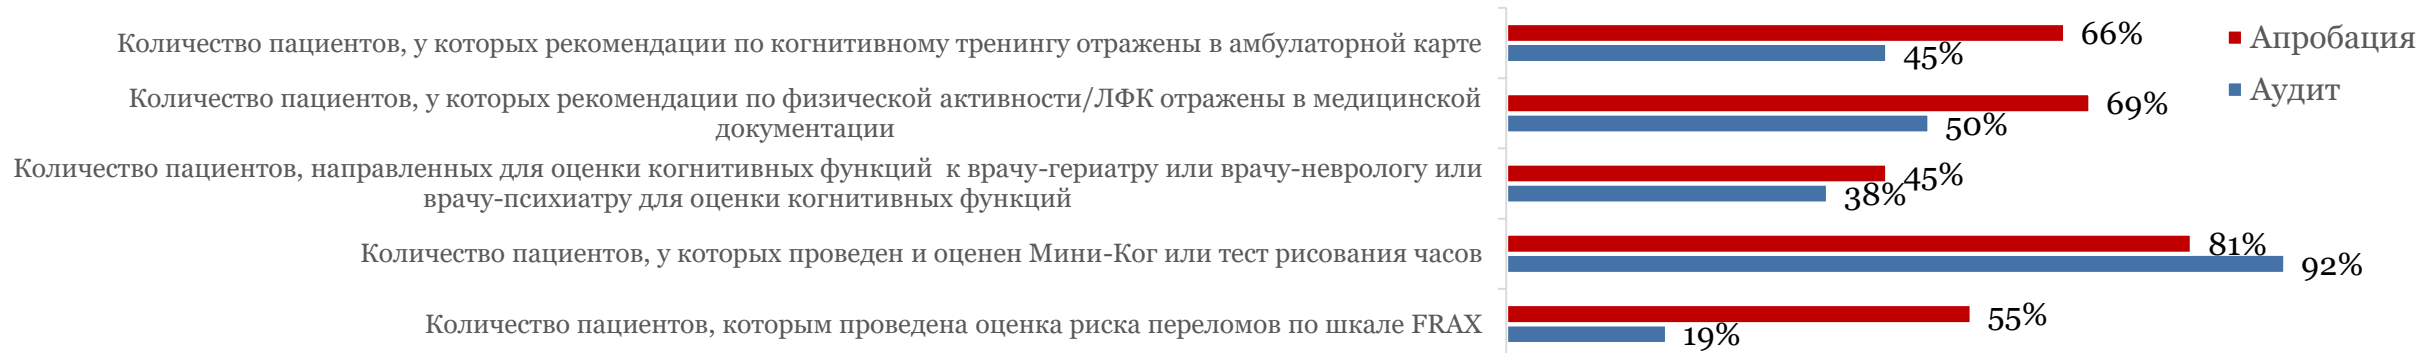 Количество пациентов, у которых рекомендации по когнитивному тренингу отражены в амбулаторной карте
66%
45%
Количество пациентов, у которых рекомендации по физической активности/ЛФК отражены в медицинской
документации
69%
50%
Количество пациентов, направленных для оценки когнитивных функций  к врачу-гериатру или врачу-неврологу или
врачу-психиатру для оценки когнитивных функций
45%
38%
Количество пациентов, у которых проведен и оценен Мини-Ког или тест рисования часов
81%
92%
Количество пациентов, которым проведена оценка риска переломов по шкале FRAX
55%
19%
Апробация
Аудит